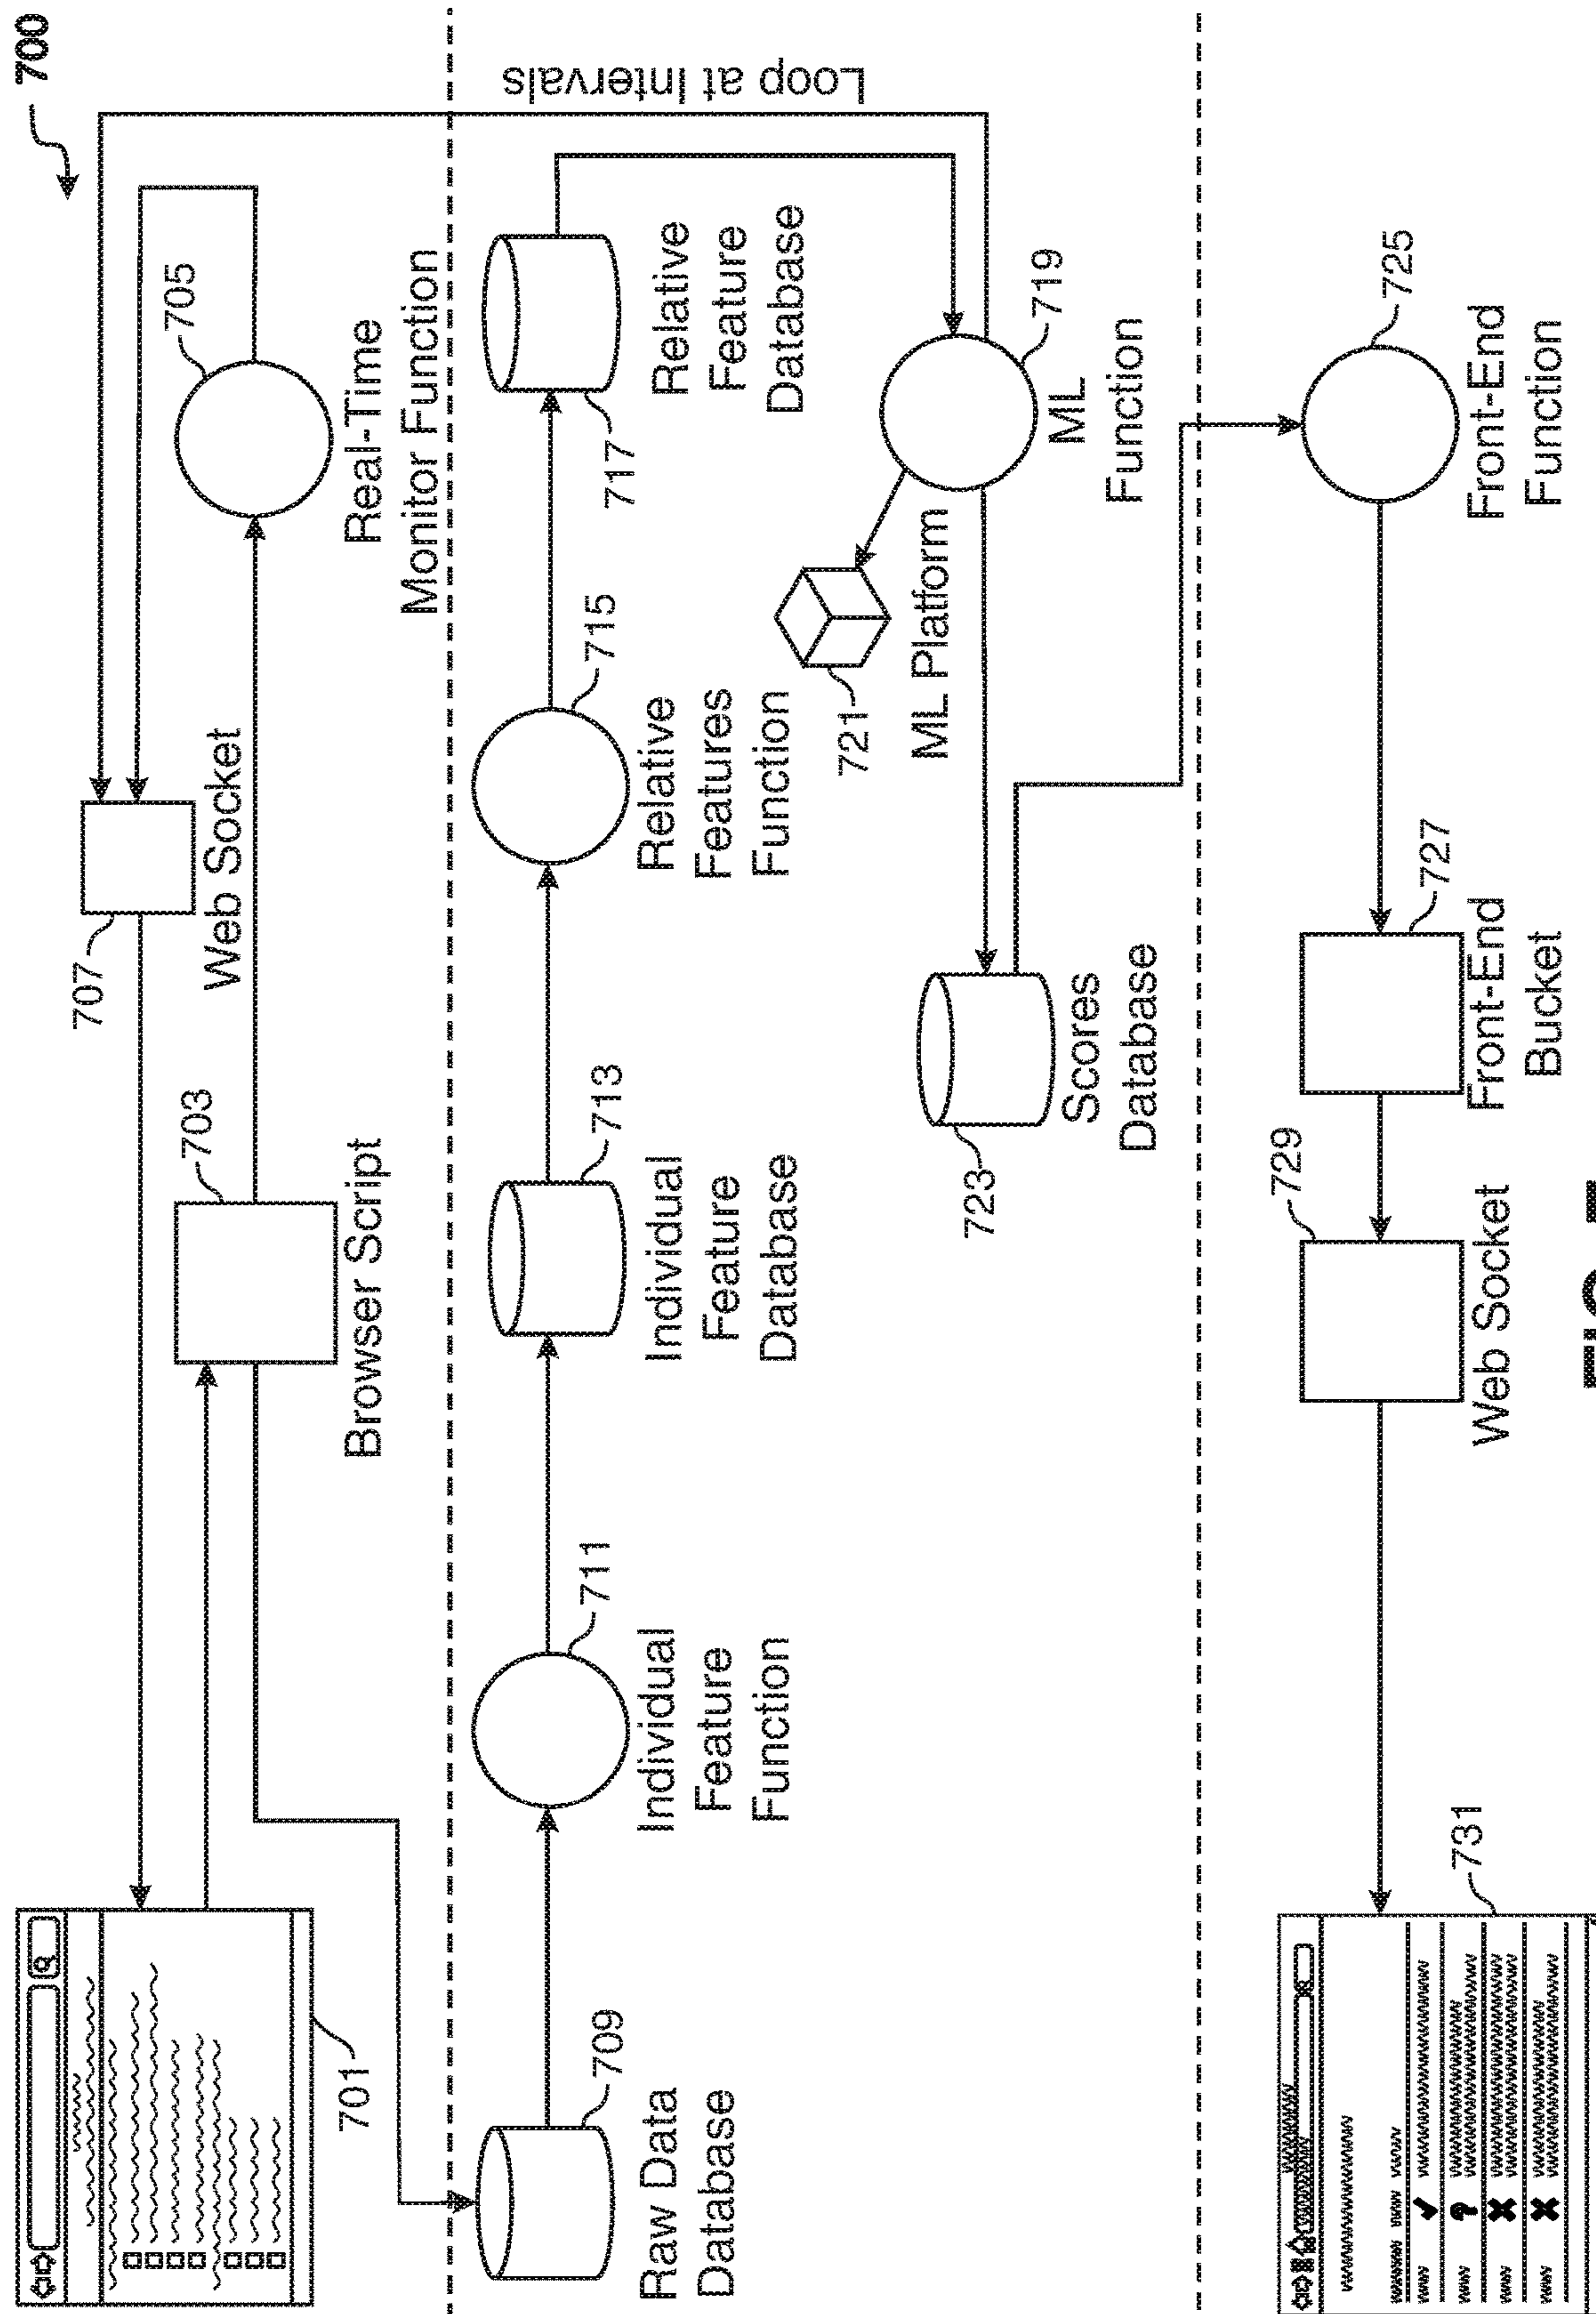 700
707
Web Socket
705
Real-Time
Monitor Function
703
Browser Script
701
Loop at Intervals
709
Raw Data
Database
711
Individual
Feature
Function
713
Individual
Feature
Database
715
Relative
Features
Function
717
Relative
Feature
Database
719
ML
Function
721
ML Platform
723
Scores
Database
725
Front-End
Function
727
Front-End
Bucket
729
Web Socket
731